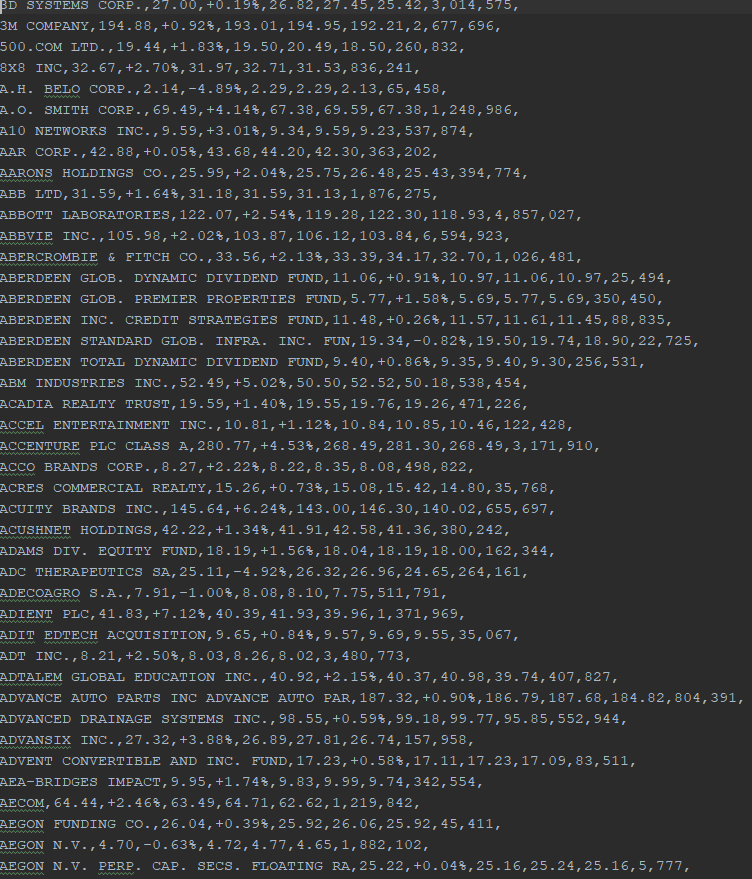 3D SYSTEMS CORP.,27.00,+0.19%,26.82,27.45,25.42,3,014,575,
3M COMPANY,194.88,+0.92%,193.01,194.95,192.21,2,677,696,
500.COM LTD.,19.44,+1.83%,19.50,20.95,18.50,260,832,
8X8 INC,32.67,+2.70%,31.97,32.71,31.53,836,241,
A.H. BELO CORP.,2.14,-4.89%,2.29,2.29,2.13,65,458,
A.O. SMITH CORP.,69.49,+4.14%,67.38,69.59,67.38,1,248,986,
A10 NETWORKS INC.,9.59,+3.01%,9.34,9.59,9.23,537,874,
AAR CORP.,42.88,+0.05%,43.68,44.20,42.30,363,202,
AARONS HOLDINGS CO.,25.99,+2.04%,25.75,26.48,25.43,394,774,
ABB LTD,31.59,+1.64%,31.18,31.59,31.13,1,876,275,
ABBOTT LABORATORIES,122.07,+2.54%,119.28,122.30,118.93,4,857,027,
ABBVIE INC.,105.98,+2.02%,103.87,106.12,103.84,6,594,923,
ABERCROMBIE & FITCH CO.,33.56,+2.13%,33.39,34.17,32.70,1,026,481,
ABERDEEN GLOB. DYNAMIC DIVIDEND FUND,11.06,+0.91%,10.97,11.06,10.97,25,494,
ABERDEEN GLOB. PREMIER PROPERTIES FUND,5.77,+1.58%,5.69,5.77,5.69,350,450,
ABERDEEN INC. CREDIT STRATEGIES FUND,11.48,+0.26%,11.57,11.61,11.45,88,835,
ABERDEEN STANDARD GLOB. INFRA. INC. FUN,19.34,-0.82%,19.50,19.74,18.90,22,725,
ABERDEEN TOTAL DYNAMIC DIVIDEND FUND,9.40,+0.86%,9.35,9.40,9.30,256,531,
ABM INDUSTRIES INC.,52.49,+5.02%,50.50,52.52,50.18,538,454,
ACADIA REALTY TRUST,19.59,+1.40%,19.55,19.76,19.26,471,226,
ACCEL ENTERTAINMENT INC.,10.81,+1.12%,10.84,10.85,10.46,122,428,
ACCENTURE PLC CLASS A,280.77,+4.53%,268.49,281.30,268.49,3,171,910,
ACCO BRANDS CORP.,8.27,+2.22%,8.22,8.35,8.08,498,822,
ACRES COMMERCIAL REALTY,15.26,+0.73%,15.08,15.42,14.80,35,768,
ACUITY BRANDS INC.,145.64,+6.24%,143.00,146.30,140.02,655,697,
ACUSHNET HOLDINGS,42.22,+1.34%,41.91,42.58,41.36,380,242,
ADAMS DIV. EQUITY FUND,18.19,+1.56%,18.04,18.19,18.00,162,344,
ADC THERAPEUTICS SA,25.11,-4.92%,26.32,26.96,24.65,264,161,
ADECOAGRO S.A.,7.91,-1.00%,8.08,8.10,7.75,511,791,
ADIENT PLC,41.83,+7.12%,40.39,41.93,39.96,1,371,969,
ADIT EDTECH ACQUISITION,9.65,+0.84%,9.57,9.69,9.55,35,067,
ADT INC.,8.21,+2.50%,8.03,8.26,8.02,3,480,773,
ADTALEM GLOBAL EDUCATION INC.,40.92,+2.15%,40.37,40.98,39.74,407,827,
ADVANCE AUTO PARTS INC ADVANCE AUTO PAR,187.32,+0.90%,186.79,187.68,184.82,804,391,
ADVANCED DRAINAGE SYSTEMS INC.,98.55,+0.59%,99.18,99.77,95.85,552,944,
ADVANSIX INC.,27.32,+3.88%,26.89,27.81,26.74,157,958,
ADVENT CONVERTIBLE AND INC. FUND,17.23,+0.58%,17.11,17.23,17.09,83,511,
AEA-BRIDGES IMPACT,9.95,+1.74%,9.83,9.99,9.74,342,554,
AECOM,64.44,+2.46%,63.49,64.71,62.62,1,219,842,
AEGON FUNDING CO.,26.04,+0.39%,25.92,26.06,25.92,45,411,
AEGON N.V.,4.70,-0.63%,4.72,4.77,4.65,1,882,102,
AEGON N.V. PERP. CAP. SECS. FLOATING RA,25.22,+0.04%,25.16,25.24,25.16,5,777,